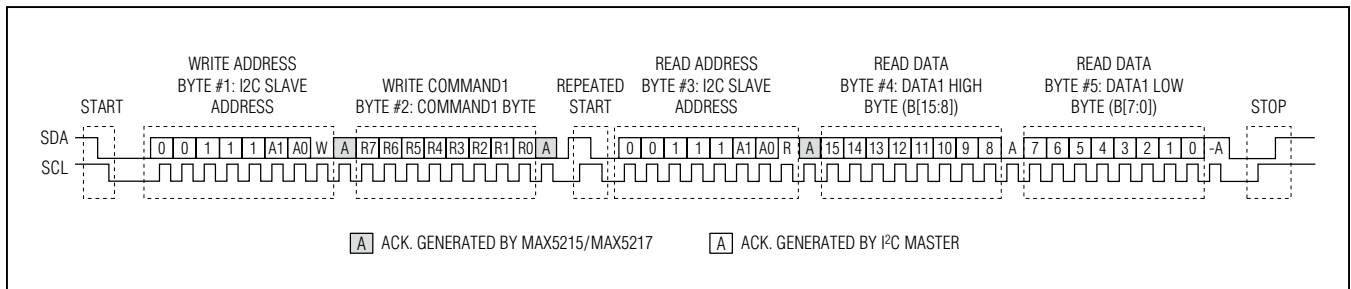 WRITE ADDRESS
BYTE #1: I2C SLAVE
ADDRESS
WRITE COMMAND1
BYTE #2: COMMAND1 BYTE
REPEATED
START
READ ADDRESS
BYTE #3: I2C SLAVE
ADDRESS
READ DATA
BYTE #4: DATA1 HIGH
BYTE (B[15:8])
READ DATA
BYTE #5: DATA1 LOW
BYTE (B[7:0])
START
STOP
SDA
0 0 1 1 1 A1 A0 W A R7 R6 R5 R4 R3 R2 R1 R0 A 0 0 1 1 1 A1 A0 R A 15 14 13 12 11 10 9 8 A 7 6 5 4 3 2 1 0 ~A
SCL
A ACK. GENERATED BY MAX5215/MAX5217
A ACK. GENERATED BY I²C MASTER